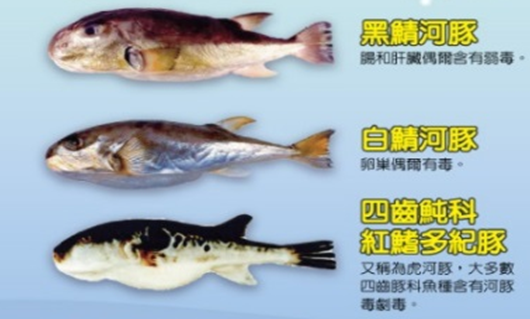 黑鯖河豚
腸和肝臟偶爾含有弱毒。
白鯖河豚
卵巢偶爾有毒。
四齒魨科
紅鰭多紀豚
又稱為虎河豚，大多數
四齒豚科魚種含有河豚
毒劇毒。